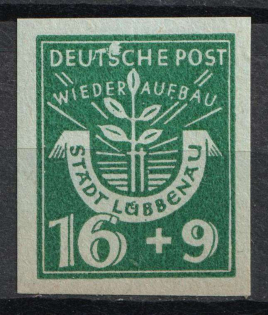 DEUTSCHE POST
WIEDERAUFBAU
STADT LÜBBENAU
16 + 9